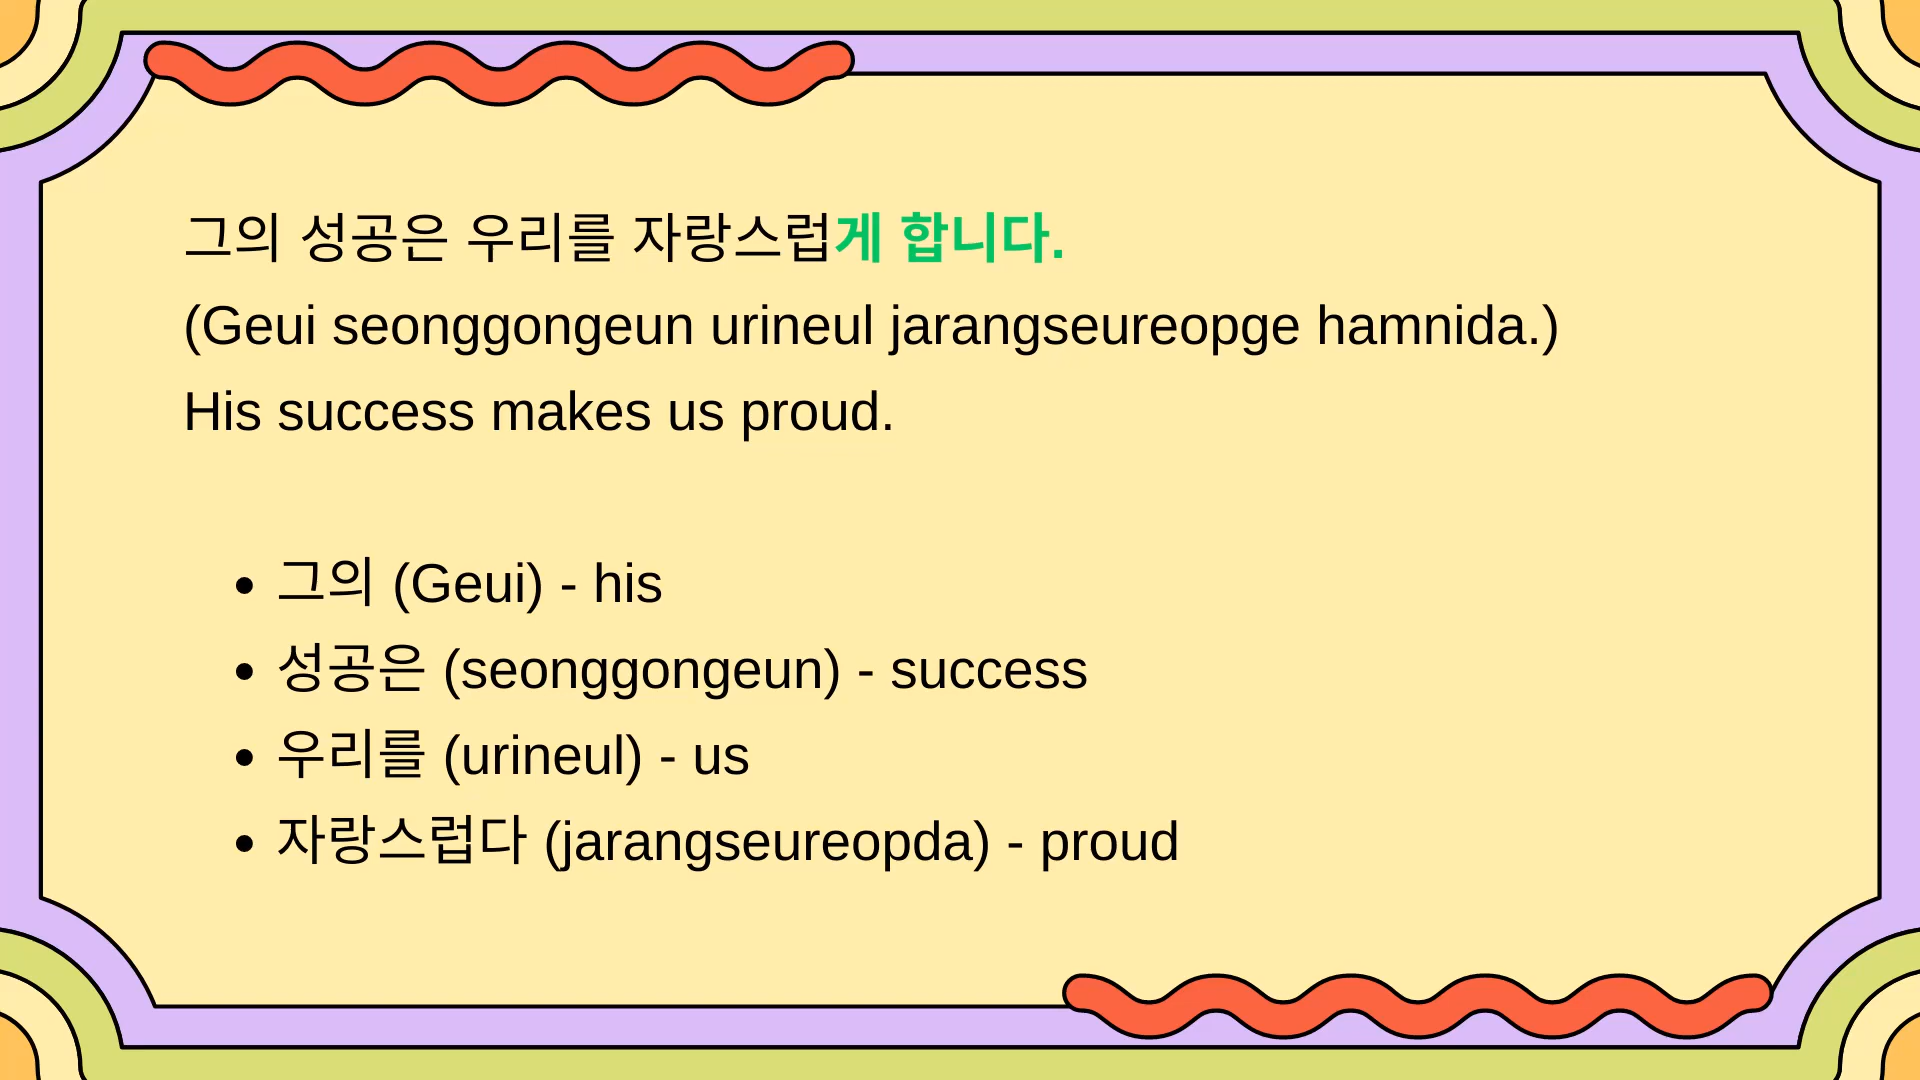 그의 성공은 우리를 자랑스럽게 합니다.
(Geui seonggongeun urineul jarangseureopge hamnida.)
His success makes us proud.
• 그의 (Geui) - his
• 성공은 (seonggongeun) - success
• 우리를 (urineul) - us
• 자랑스럽다 (jarangseureopda) - proud